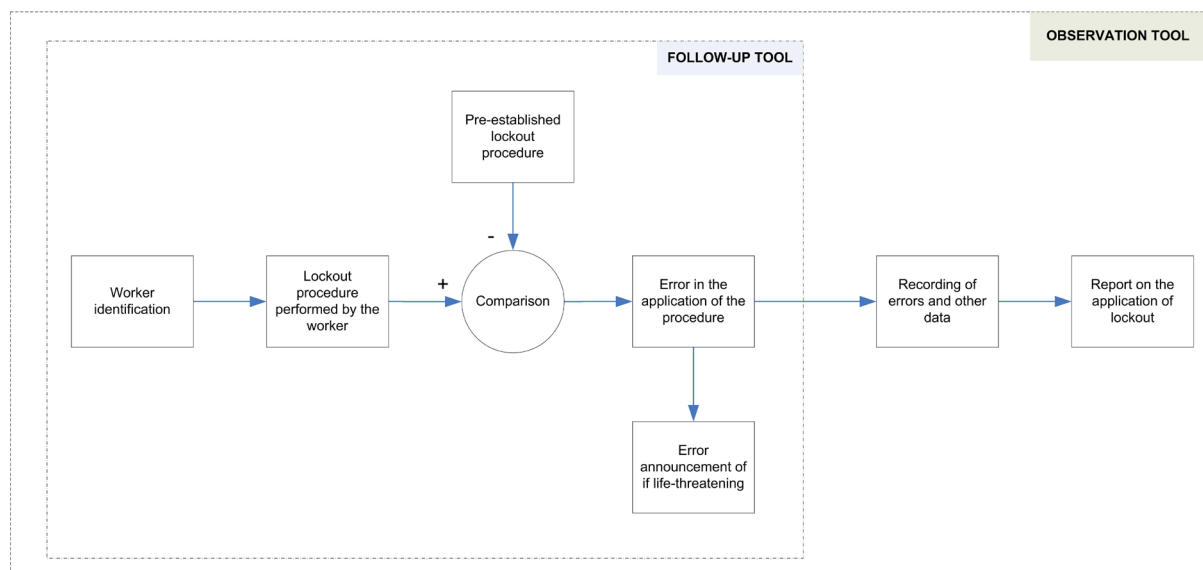 OBSERVATION TOOL
FOLLOW-UP TOOL
Pre-established
lockout
procedure
-
Worker
identification
Lockout
procedure
performed by the
worker
+
Comparison
Error in the
application of the
procedure
Recording of
errors and other
data
Report on the
application of
lockout
Error
announcement of
if life-threatening